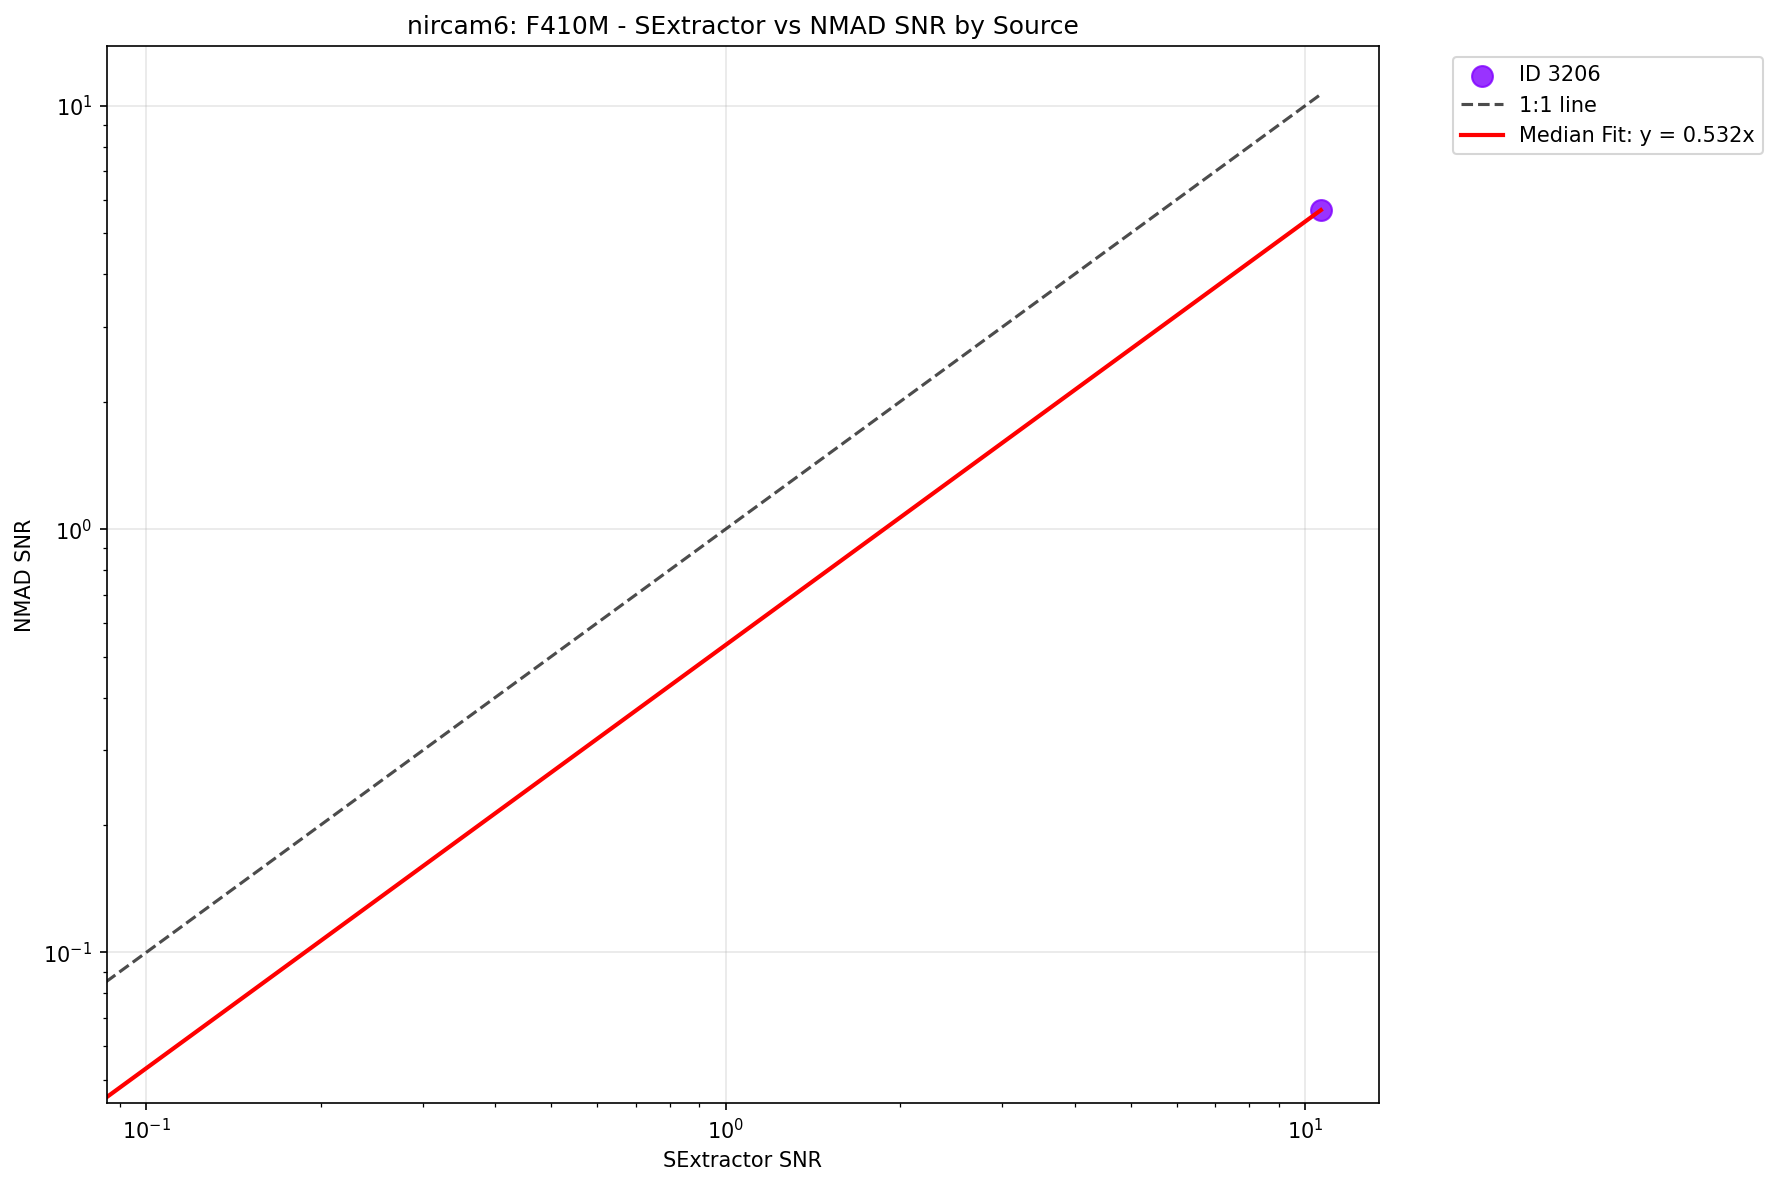 nircam6: F410M - SExtractor vs NMAD SNR by Source
ID 3206
1:1 line
Median Fit: y = 0.532x
10¹
10⁰
10⁻¹
NMAD SNR
10⁻¹ 10⁰ 10¹
SExtractor SNR